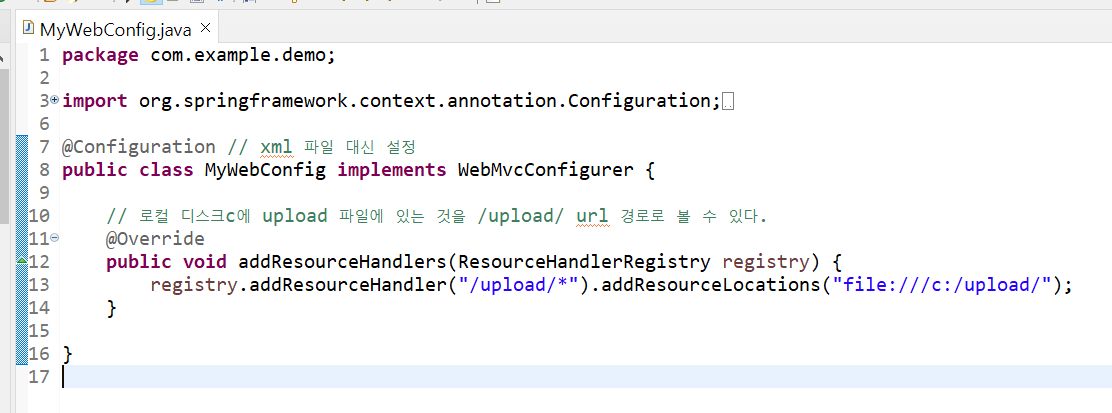 MyWebConfig.java
1 package com.example.demo;
2
3 import org.springframework.context.annotation.Configuration;
6
7 @Configuration // xml 파일 대신 설정
8 public class MyWebConfig implements WebMvcConfigurer {
9
10 // 로컬 디스크c에 upload 파일에 있는 것을 /upload/ url 경로로 볼 수 있다.
11 @Override
12 public void addResourceHandlers(ResourceHandlerRegistry registry) {
13 registry.addResourceHandler("/upload/*").addResourceLocations("file:///c:/upload/");
14 }
15
16 }
17